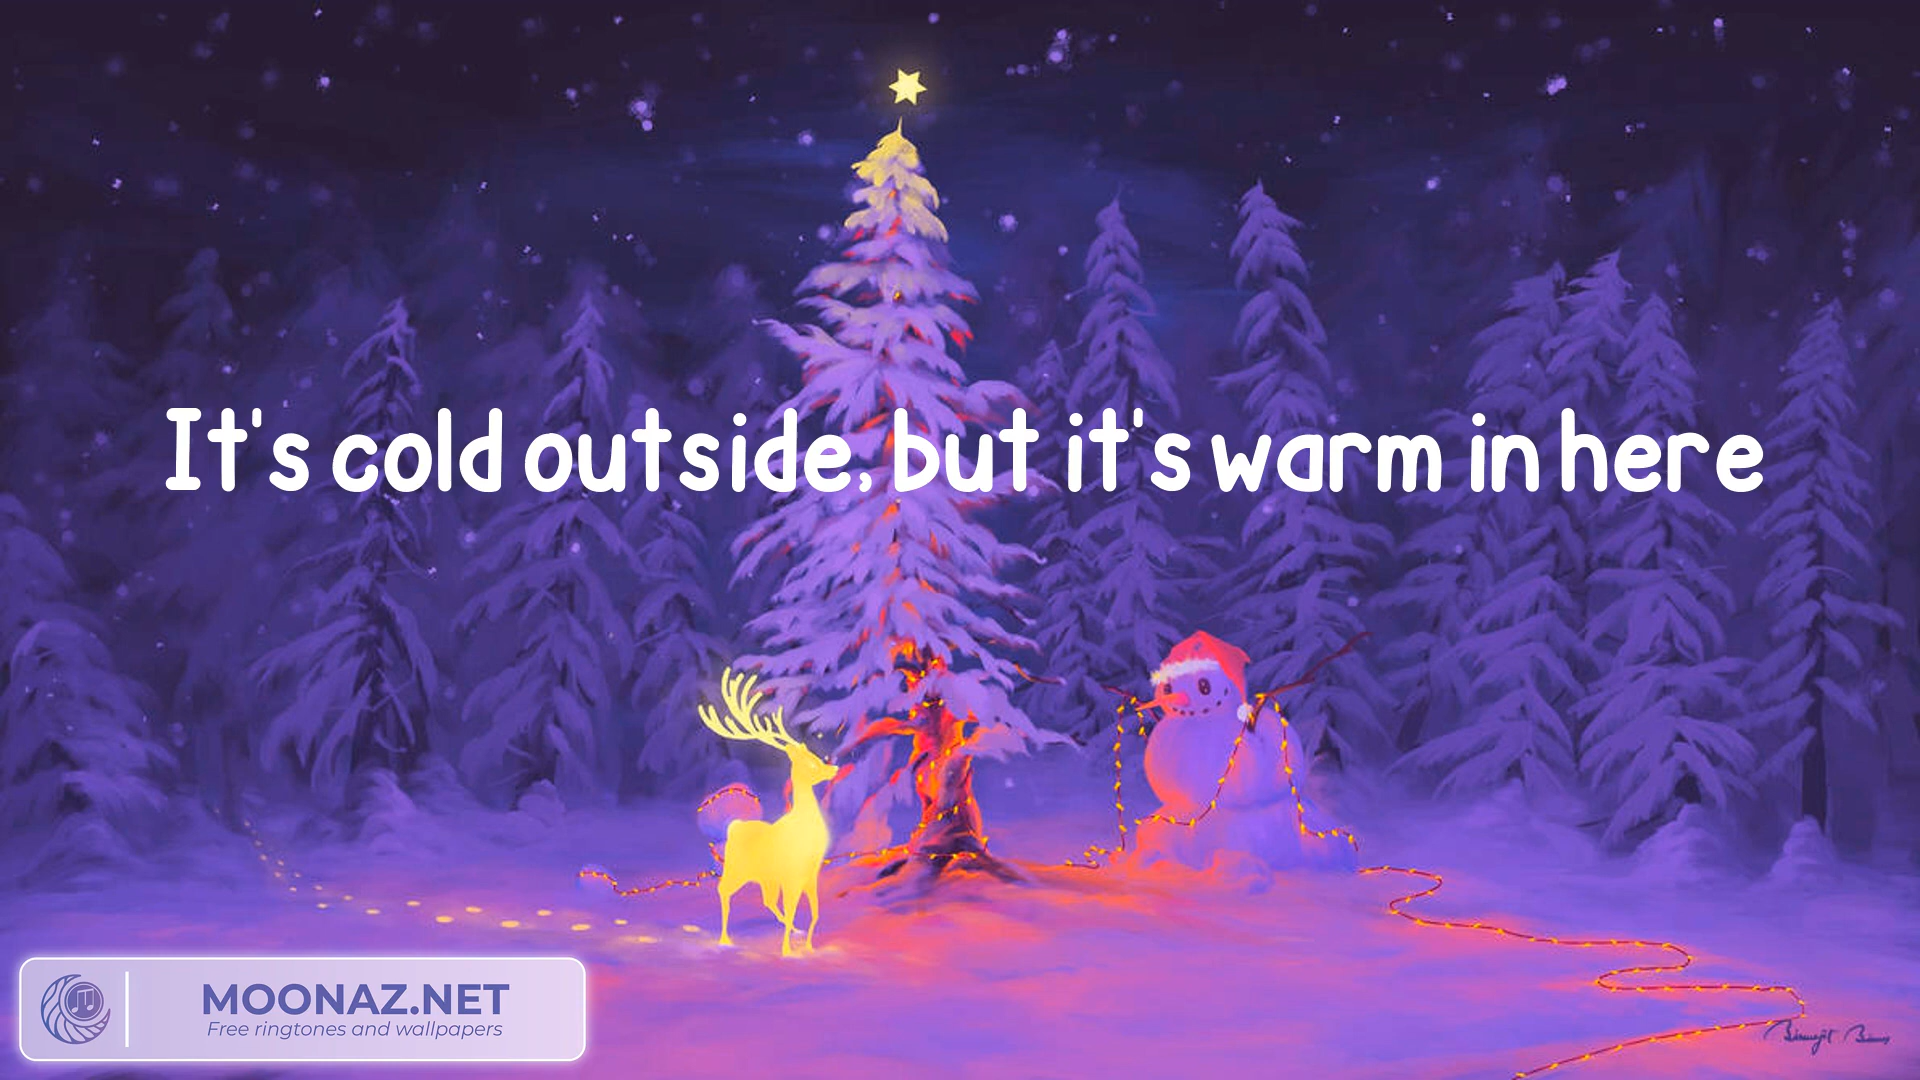 It's cold outside, but it's warm in here
MOONAZ.NET
Free ringtones and wallpapers